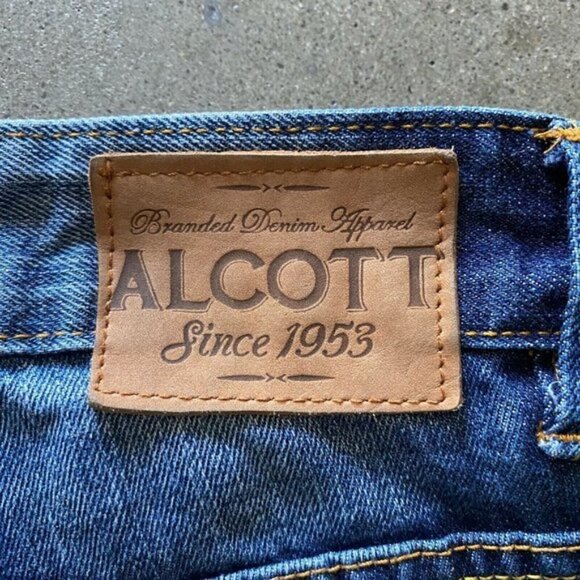 Branded Denim Apparel
ALCOTT
Since 1953